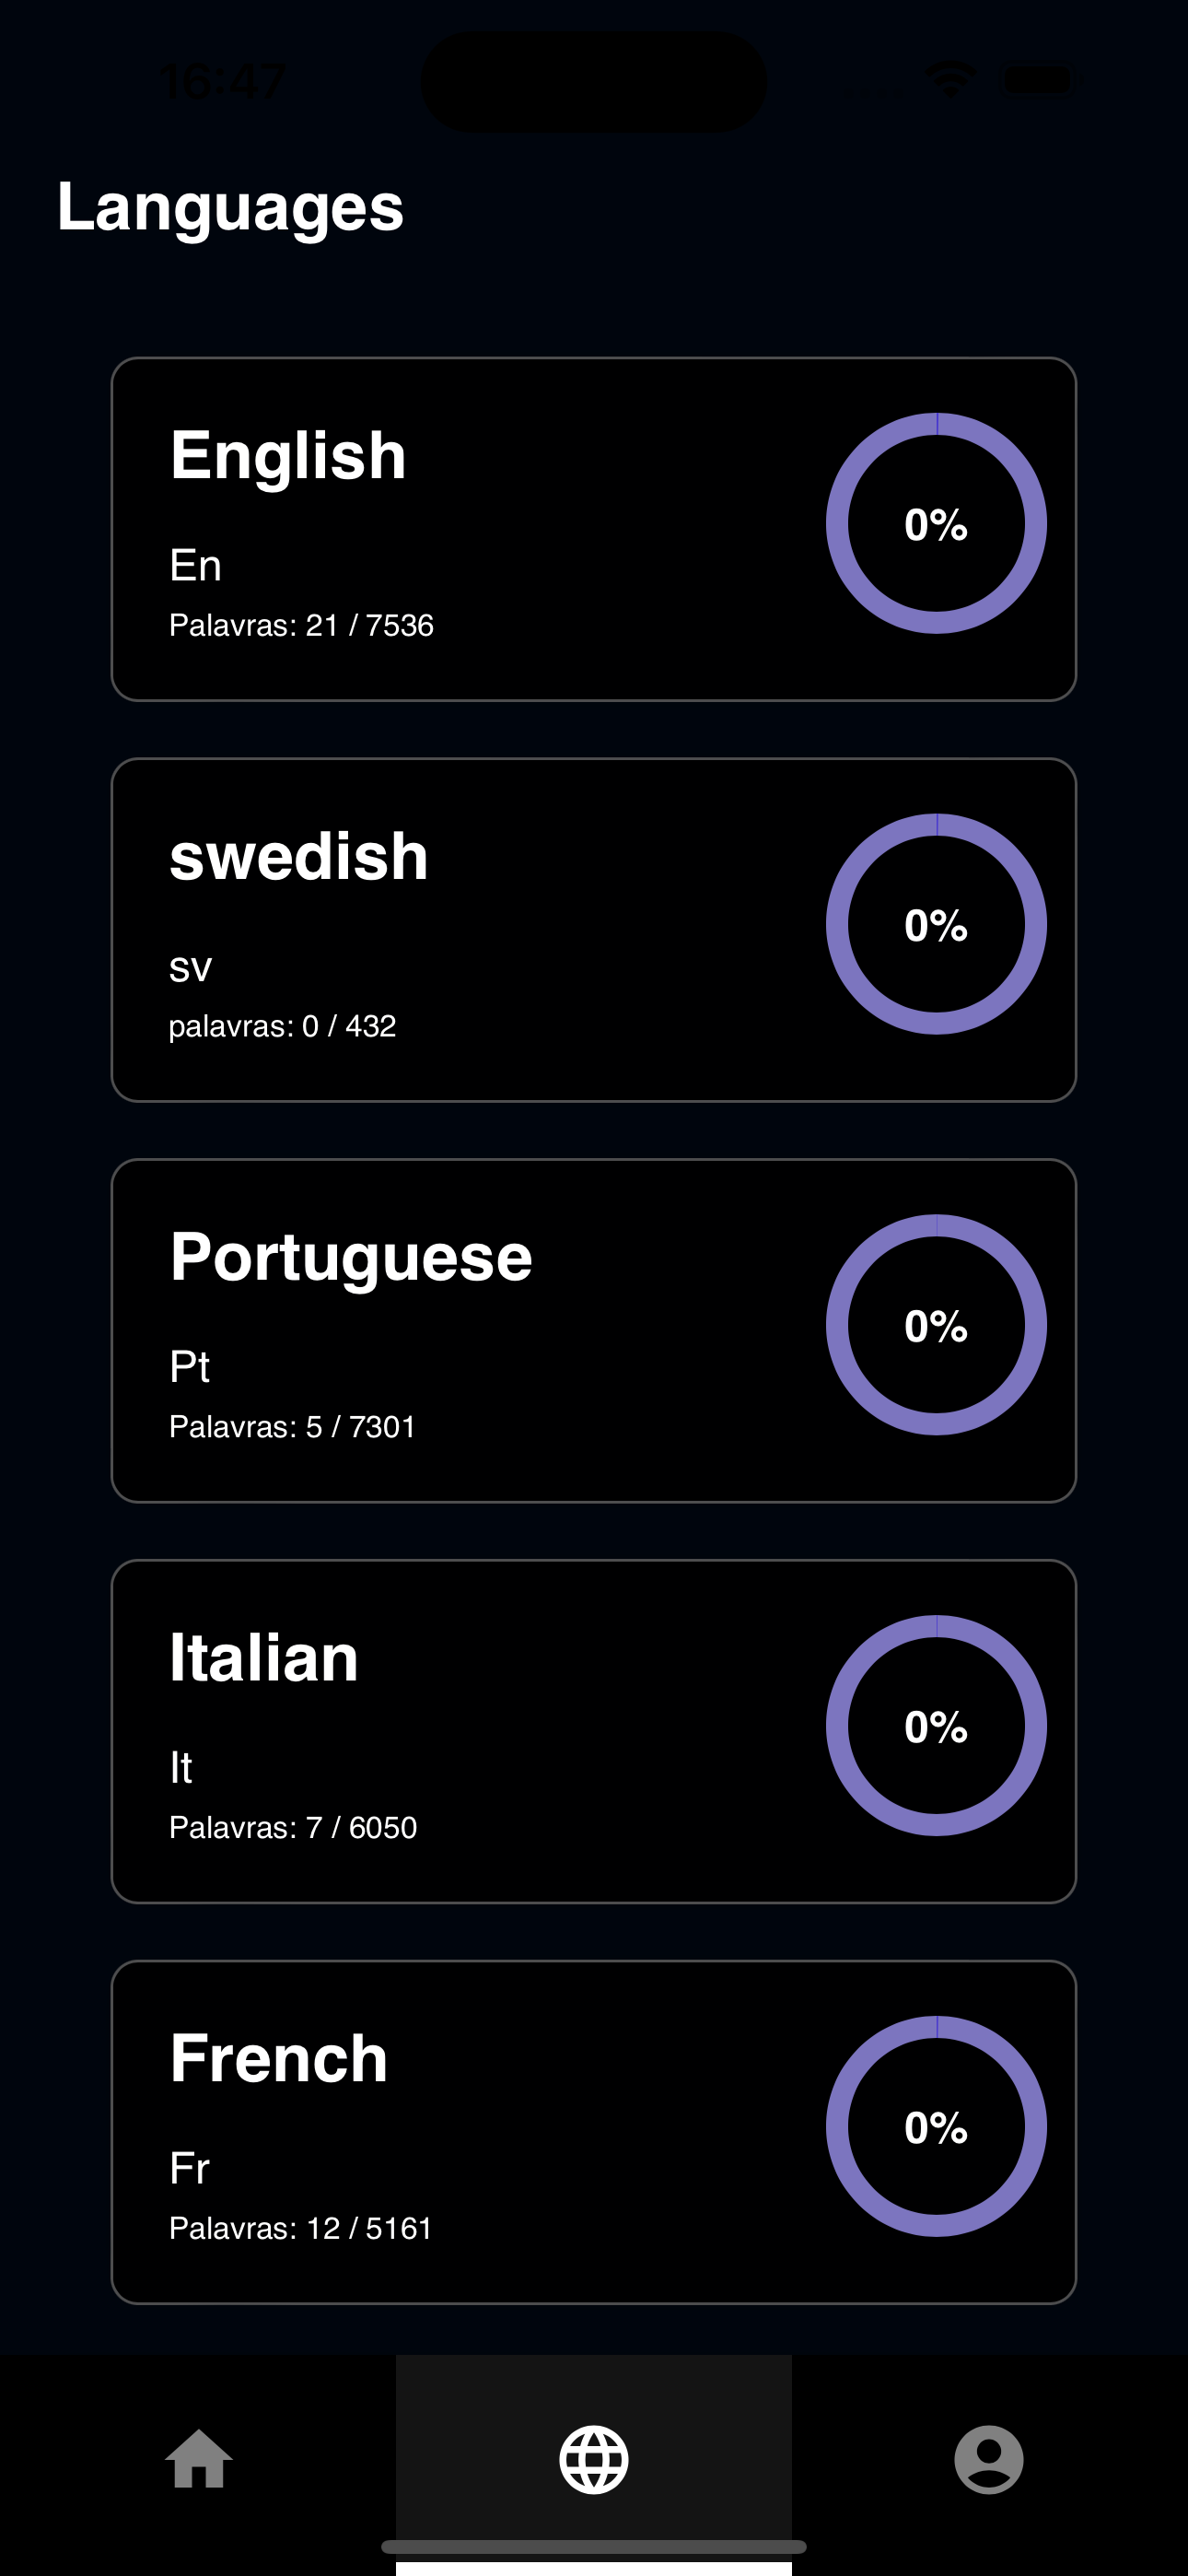 16:47
Languages
English
0%
En
Palavras: 21 / 7536
swedish
0%
sv
palavras: 0 / 432
Portuguese
0%
Pt
Palavras: 5 / 7301
Italian
0%
It
Palavras: 7 / 6050
French
0%
Fr
Palavras: 12 / 5161